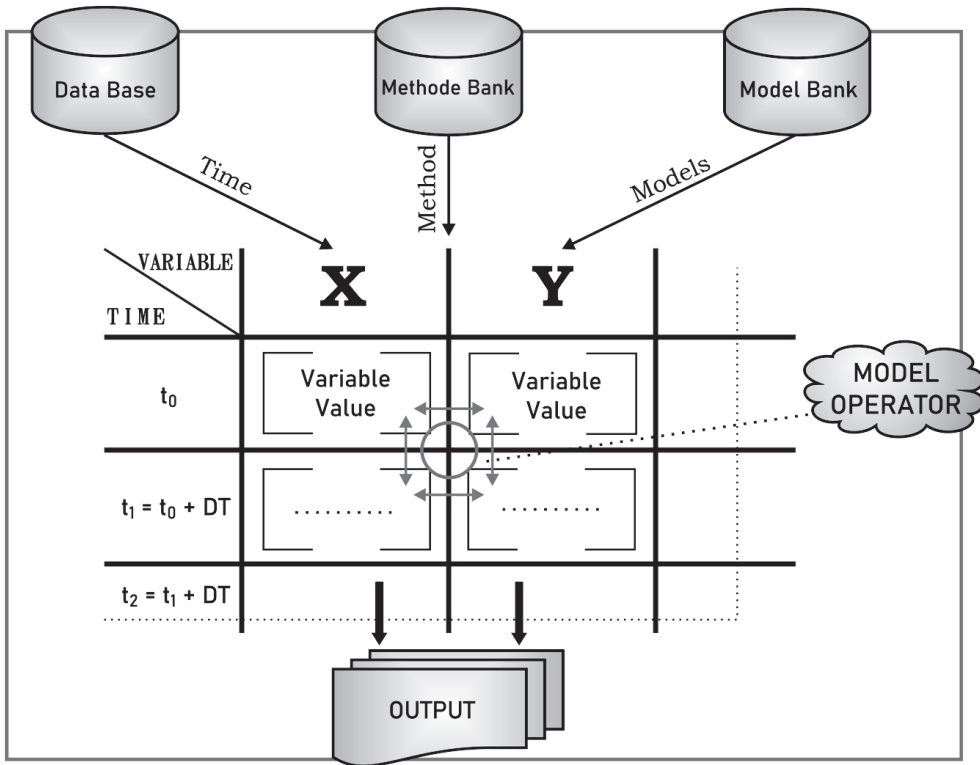 Data Base
Methode Bank
Model Bank
Time
Method
Models
VARIABLE
TIME
X
Y
t0
Variable
Value
Variable
Value
MODEL
OPERATOR
t1 = t0 + DT
..........
..........
t2 = t1 + DT
OUTPUT